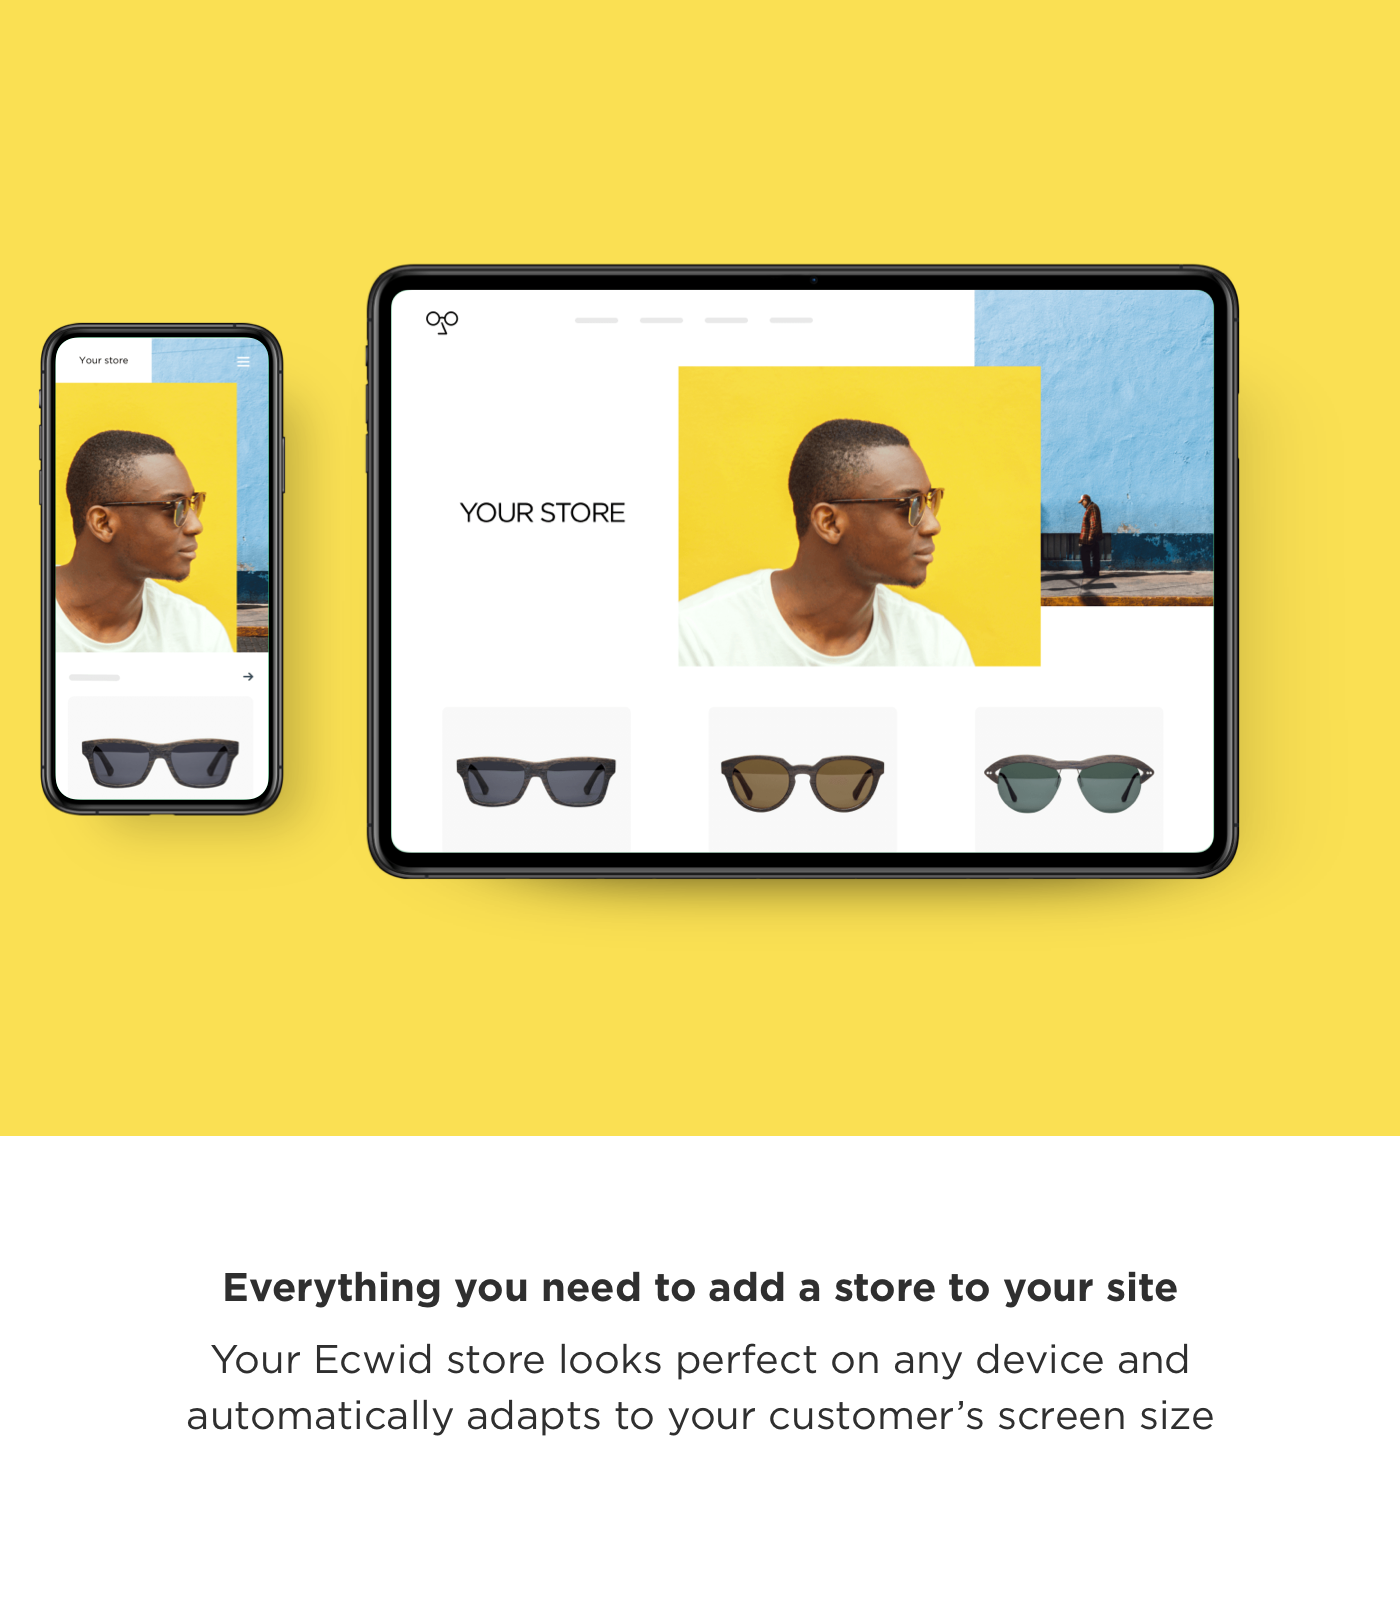 Your store
YOUR STORE
Everything you need to add a store to your site
Your Ecwid store looks perfect on any device and
automatically adapts to your customer’s screen size